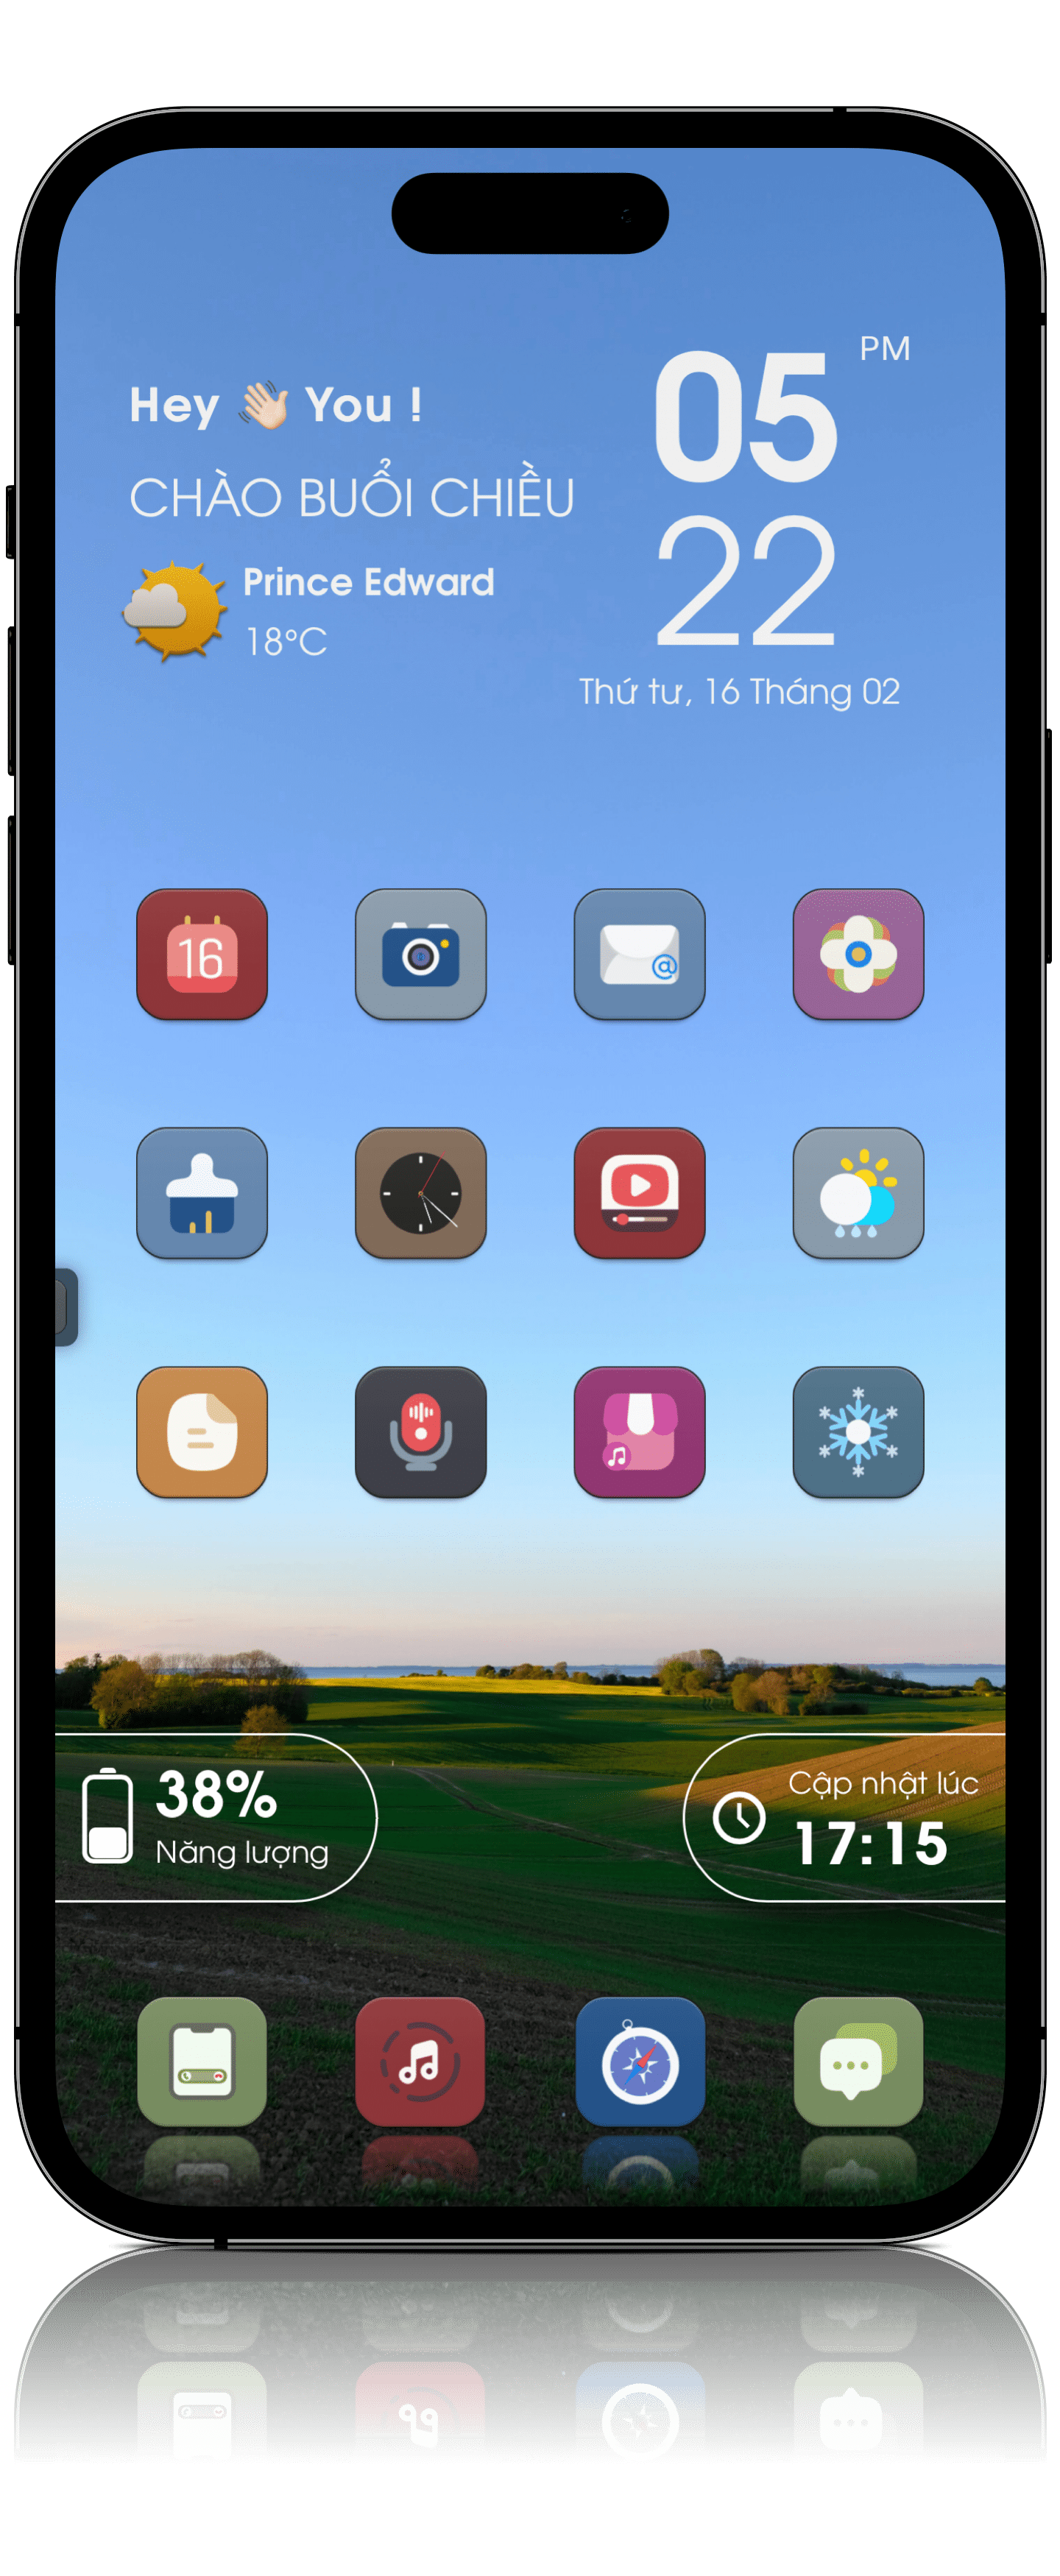 PM
05
22
Hey 👋🏻 You !
CHÀO BUỔI CHIỀU
Prince Edward
18°C
Thứ tư, 16 Tháng 02
16
@
38%
Năng lượng
Cập nhật lúc
17:15